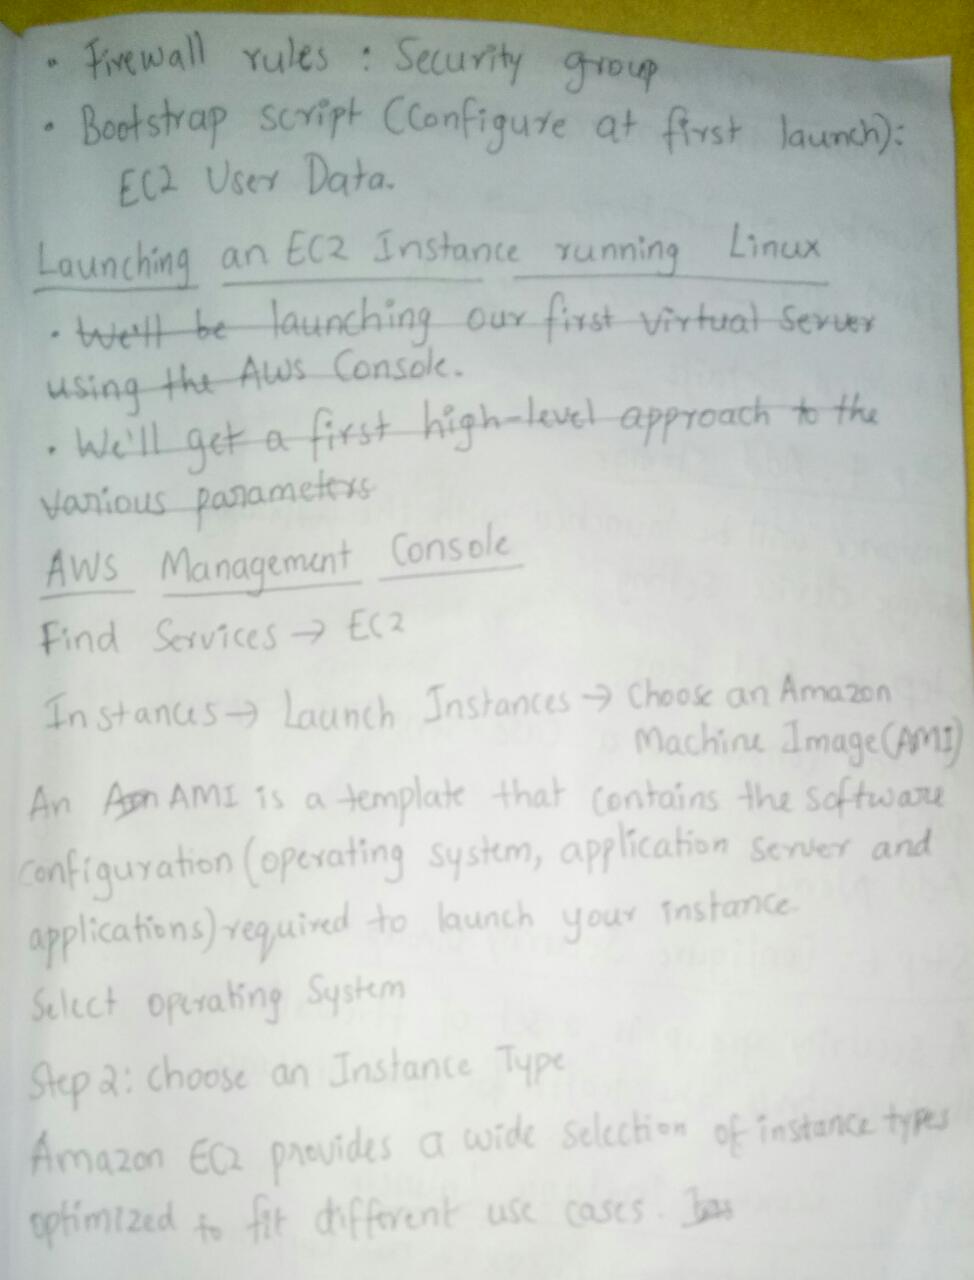 • Firewall rules : Security group
• Bootstrap script (Configure at first launch):
EC2 User Data.
Launching an EC2 Instance running Linux
• We'll be launching our first virtual server
using the AWS Console.
• We'll get a first high-level approach to the
various parameters
AWS Management Console
Find Services → EC2
Instances → Launch Instances → Choose an Amazon
Machine Image (AMI)
An AMI is a template that contains the software
configuration (operating system, application server and
applications) required to launch your instance
Select operating System
Step 2: Choose an Instance Type
Amazon EC2 provides a wide selection of instance types
optimized to fit different use cases.